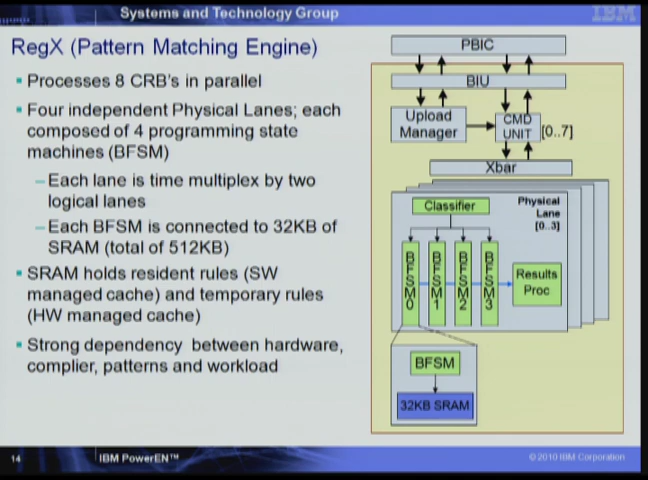 Systems and Technology Group
IBM
RegX (Pattern Matching Engine)
Processes 8 CRB's in parallel
Four independent Physical Lanes; each
composed of 4 programming state
machines (BFSM)
–Each lane is time multiplex by two
logical lanes
–Each BFSM is connected to 32KB of
SRAM (total of 512KB)
SRAM holds resident rules (SW
managed cache) and temporary rules
(HW managed cache)
Strong dependency between hardware,
complier, patterns and workload
PBIC
BIU
Upload
Manager
CMD
UNIT
[0..7]
Xbar
Classifier
Physical
Lane
[0..3]
BFSM0
BFSM1
BFSM2
BFSM3
Results
Proc
BFSM
32KB SRAM
14
IBM PowerEN™
© 2010 IBM Corporation